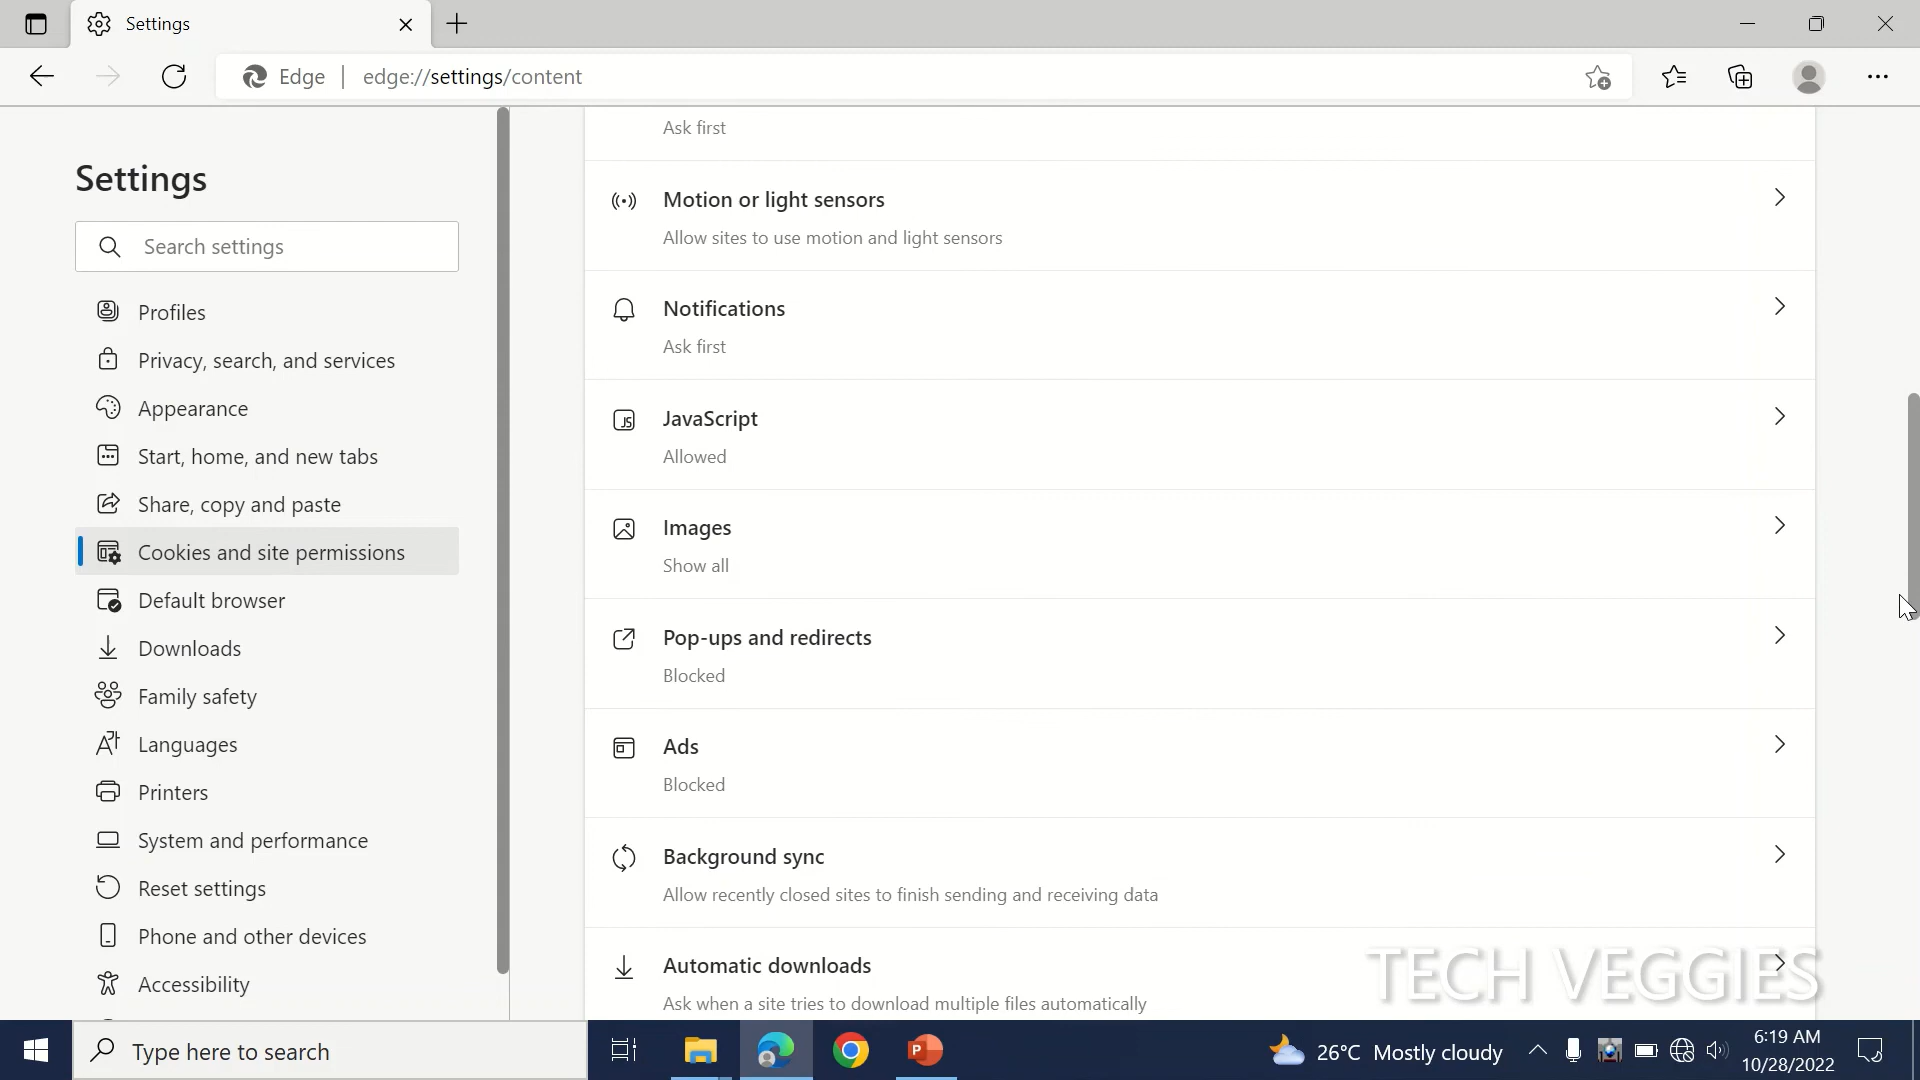 Settings
Edge
edge://settings/content
Settings
Search settings
Profiles
Privacy, search, and services
Appearance
Start, home, and new tabs
Share, copy and paste
Cookies and site permissions
Default browser
Downloads
Family safety
Languages
Printers
System and performance
Reset settings
Phone and other devices
Accessibility
Ask first
Motion or light sensors
Allow sites to use motion and light sensors
Notifications
Ask first
JavaScript
Allowed
Images
Show all
Pop-ups and redirects
Blocked
Ads
Blocked
Background sync
Allow recently closed sites to finish sending and receiving data
Automatic downloads
Ask when a site tries to download multiple files automatically
TECH VEGGIES
Type here to search
26°C Mostly cloudy
6:19 AM
10/28/2022